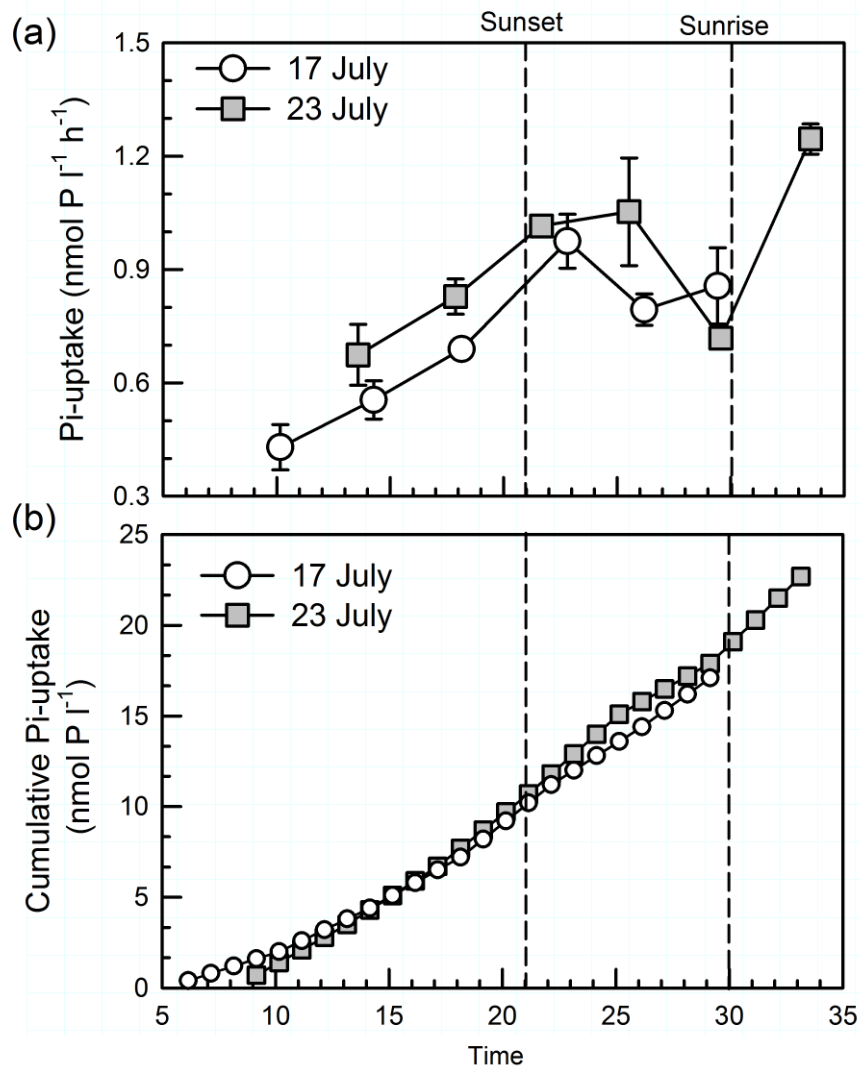 (a)
Sunset
Sunrise
1.5
1.2
0.9
0.6
0.3
Pi-uptake (nmol P l⁻¹ h⁻¹)
17 July
23 July
(b)
25
20
15
10
5
0
Cumulative Pi-uptake
(nmol P l⁻¹)
17 July
23 July
5
10
15
20
25
30
35
Time